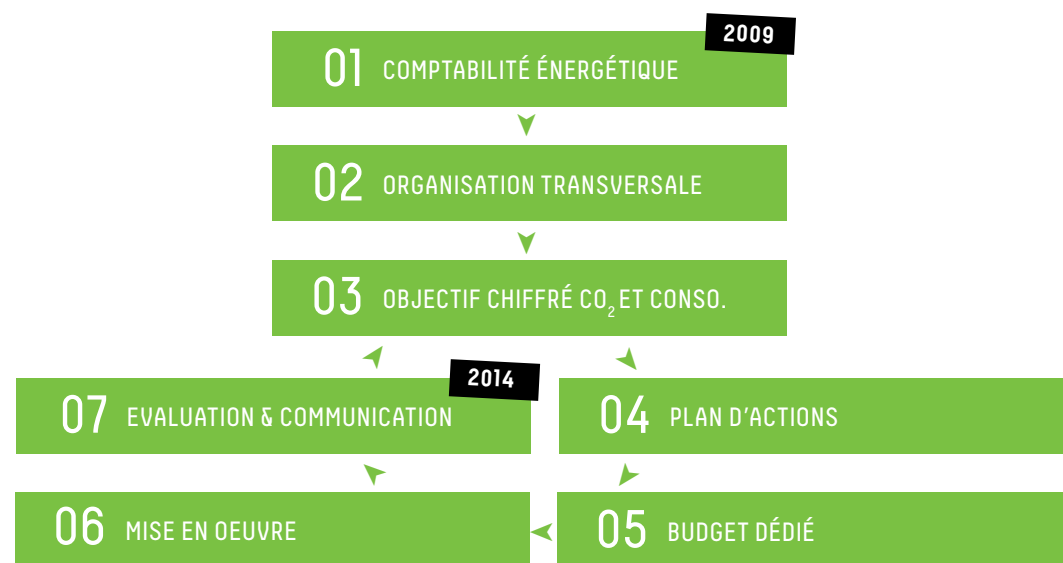 2009
01 COMPTABILITÉ ÉNERGÉTIQUE
02 ORGANISATION TRANSVERSALE
03 OBJECTIF CHIFFRÉ CO₂ ET CONSO.
2014
07 EVALUATION & COMMUNICATION
04 PLAN D'ACTIONS
06 MISE EN OEUVRE
05 BUDGET DÉDIÉ